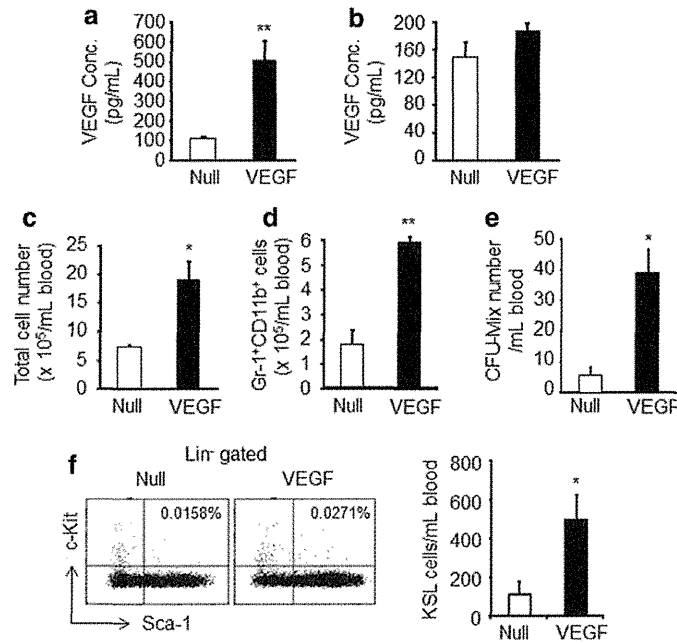 a
VEGF Conc.
(pg/mL)
700
600
500
400
300
200
100
0
**
Null VEGF
b
VEGF Conc.
(pg/mL)
200
160
120
80
40
0
Null VEGF
c
Total cell number
(x 10⁵/mL blood)
25
20
15
10
5
0
*
Null VEGF
d
Gr-1⁺CD11b⁺ cells
(x 10⁵/mL blood)
6
5
4
3
2
1
0
**
Null VEGF
e
CFU-Mix number
/mL blood
50
40
30
20
10
0
*
Null VEGF
f
Lin⁻ gated
Null VEGF
0.0158% 0.0271%
c-Kit
Sca-1
KSL cells/mL blood
800
600
400
200
0
*
Null VEGF